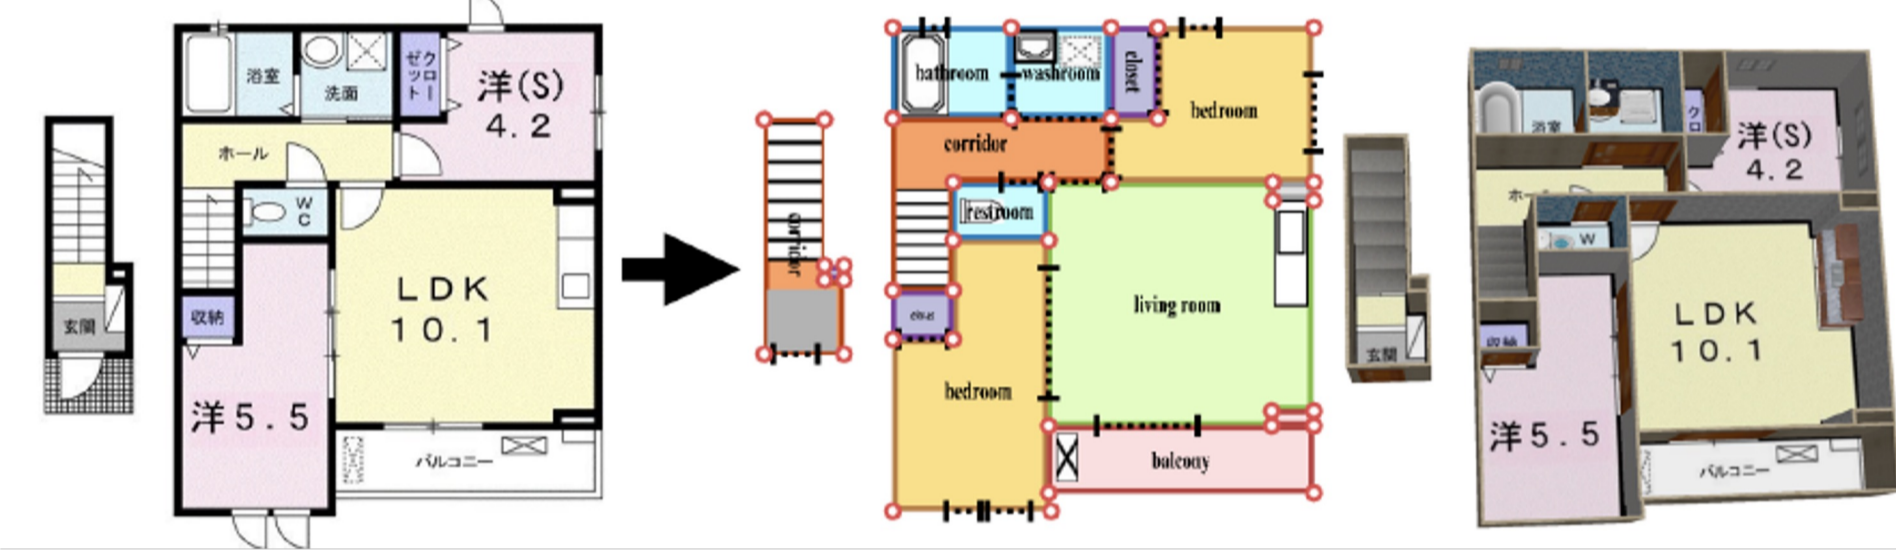 浴室
洗面
クロー
ゼット
洋(S)
4.2
ホール
WC
LDK
10.1
収納
玄関
洋5.5
バルコニー
bathroom
washroom
closet
bedroom
corridor
restroom
corridor
living room
closet
bedroom
balcony
浴室
クロ
洋(S)
4.2
ホー
W
LDK
10.1
収納
玄関
洋5.5
バルコニー